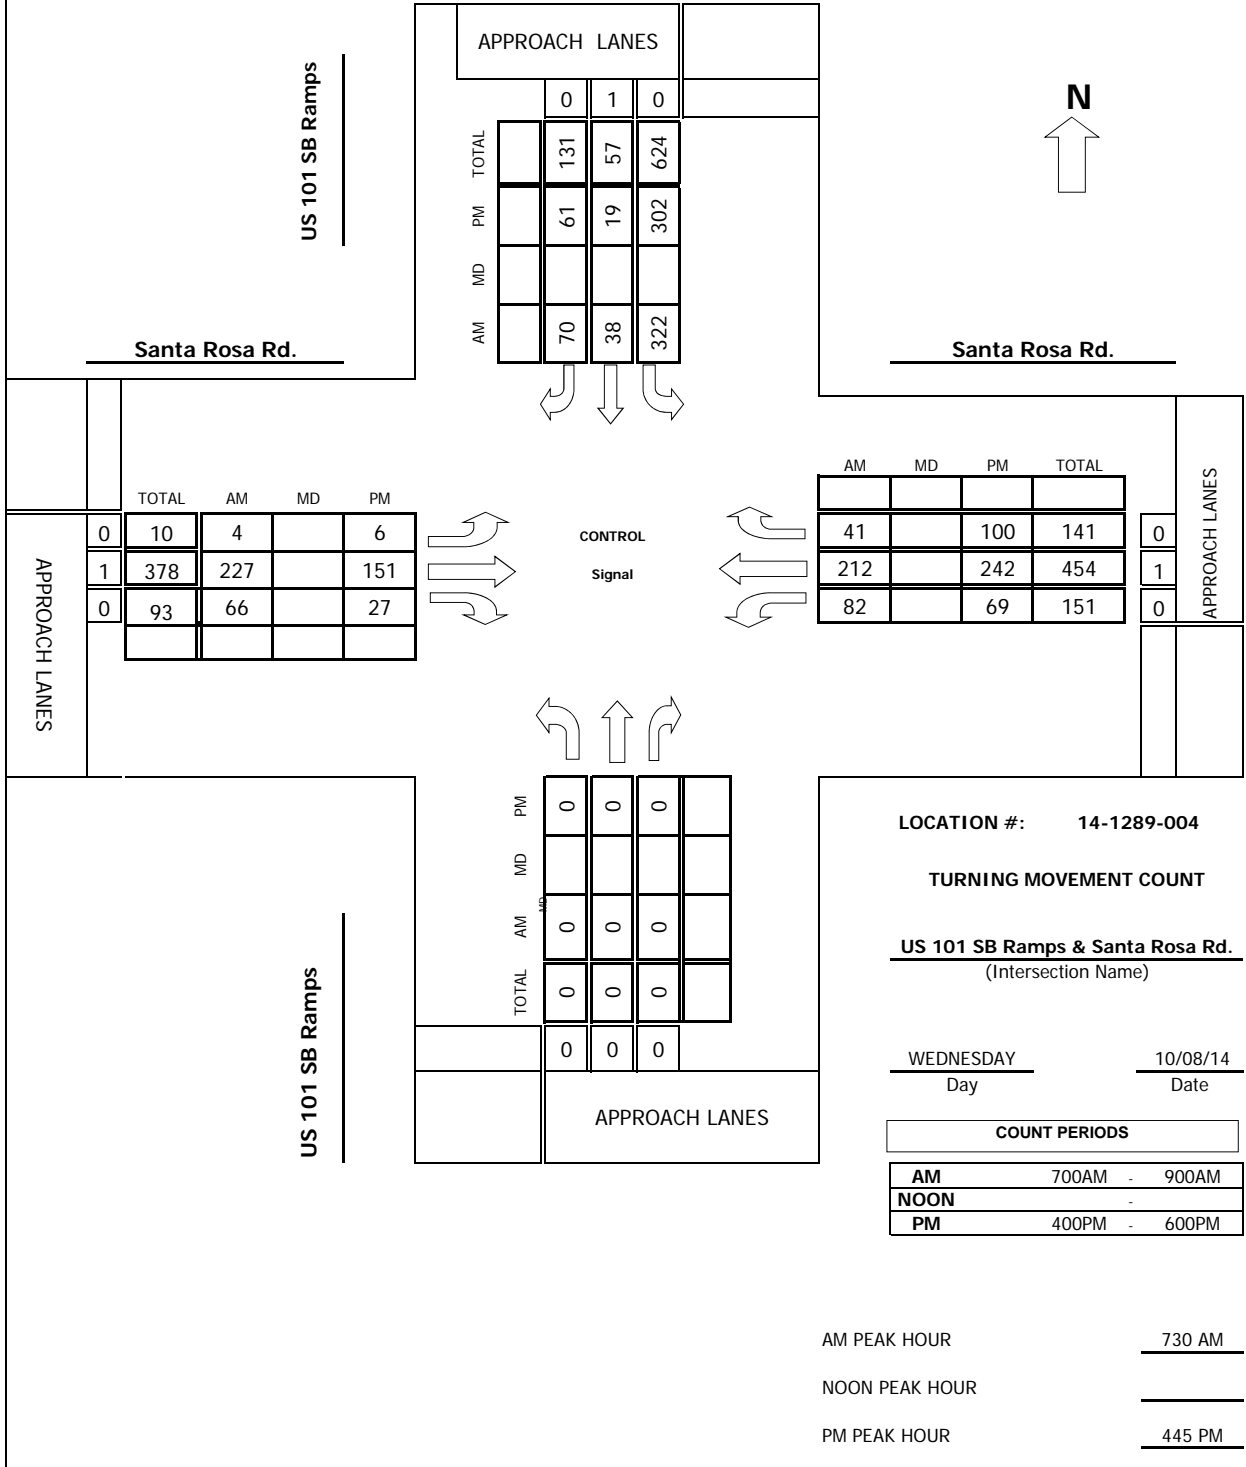 APPROACH LANES
0 1 0
US 101 SB Ramps
N
TOTAL 131 57 624
PM 61 19 302
MD
AM 70 38 322
Santa Rosa Rd.
Santa Rosa Rd.
AM MD PM TOTAL
41 100 141 0
212 242 454 1
82 69 151 0
APPROACH LANES
TOTAL AM MD PM
0 10 4 6
1 378 227 151
0 93 66 27
APPROACH LANES
CONTROL
Signal
PM 0 0 0
MD
MD
AM 0 0 0
TOTAL 0 0 0
0 0 0
APPROACH LANES
US 101 SB Ramps
LOCATION #: 14-1289-004
TURNING MOVEMENT COUNT
US 101 SB Ramps & Santa Rosa Rd.
(Intersection Name)
WEDNESDAY 10/08/14
Day Date
COUNT PERIODS
AM 700AM - 900AM
NOON -
PM 400PM - 600PM
AM PEAK HOUR 730 AM
NOON PEAK HOUR
PM PEAK HOUR 445 PM